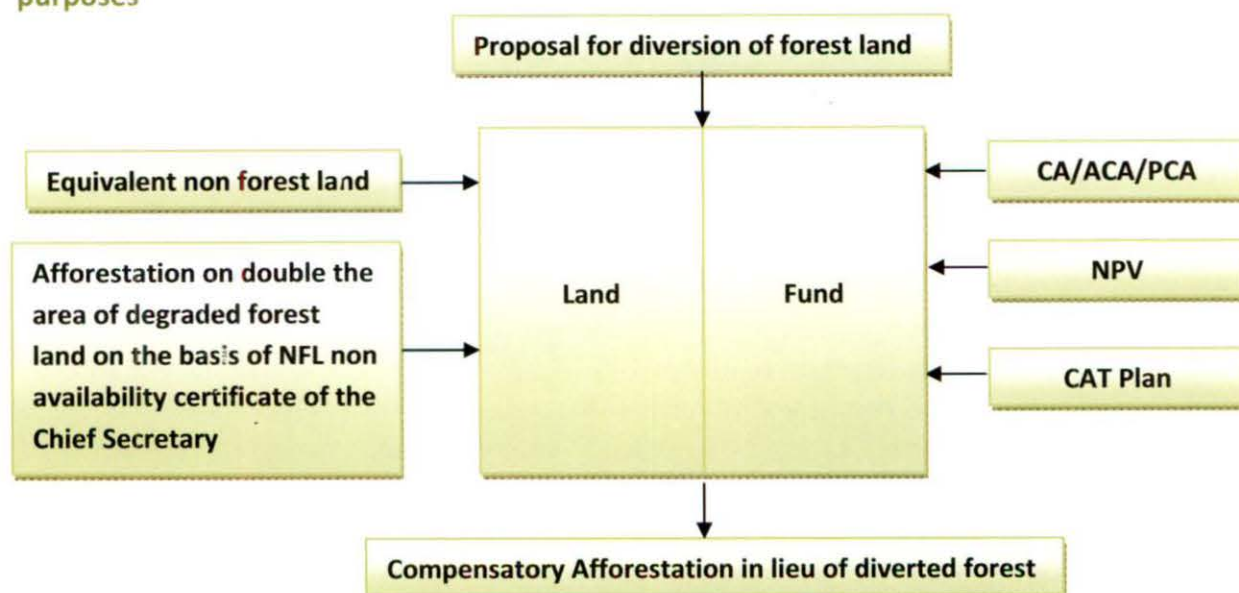 purposes
Proposal for diversion of forest land
Equivalent non forest land
Afforestation on double the
area of degraded forest
land on the basis of NFL non
availability certificate of the
Chief Secretary
Land
Fund
CA/ACA/PCA
NPV
CAT Plan
Compensatory Afforestation in lieu of diverted forest